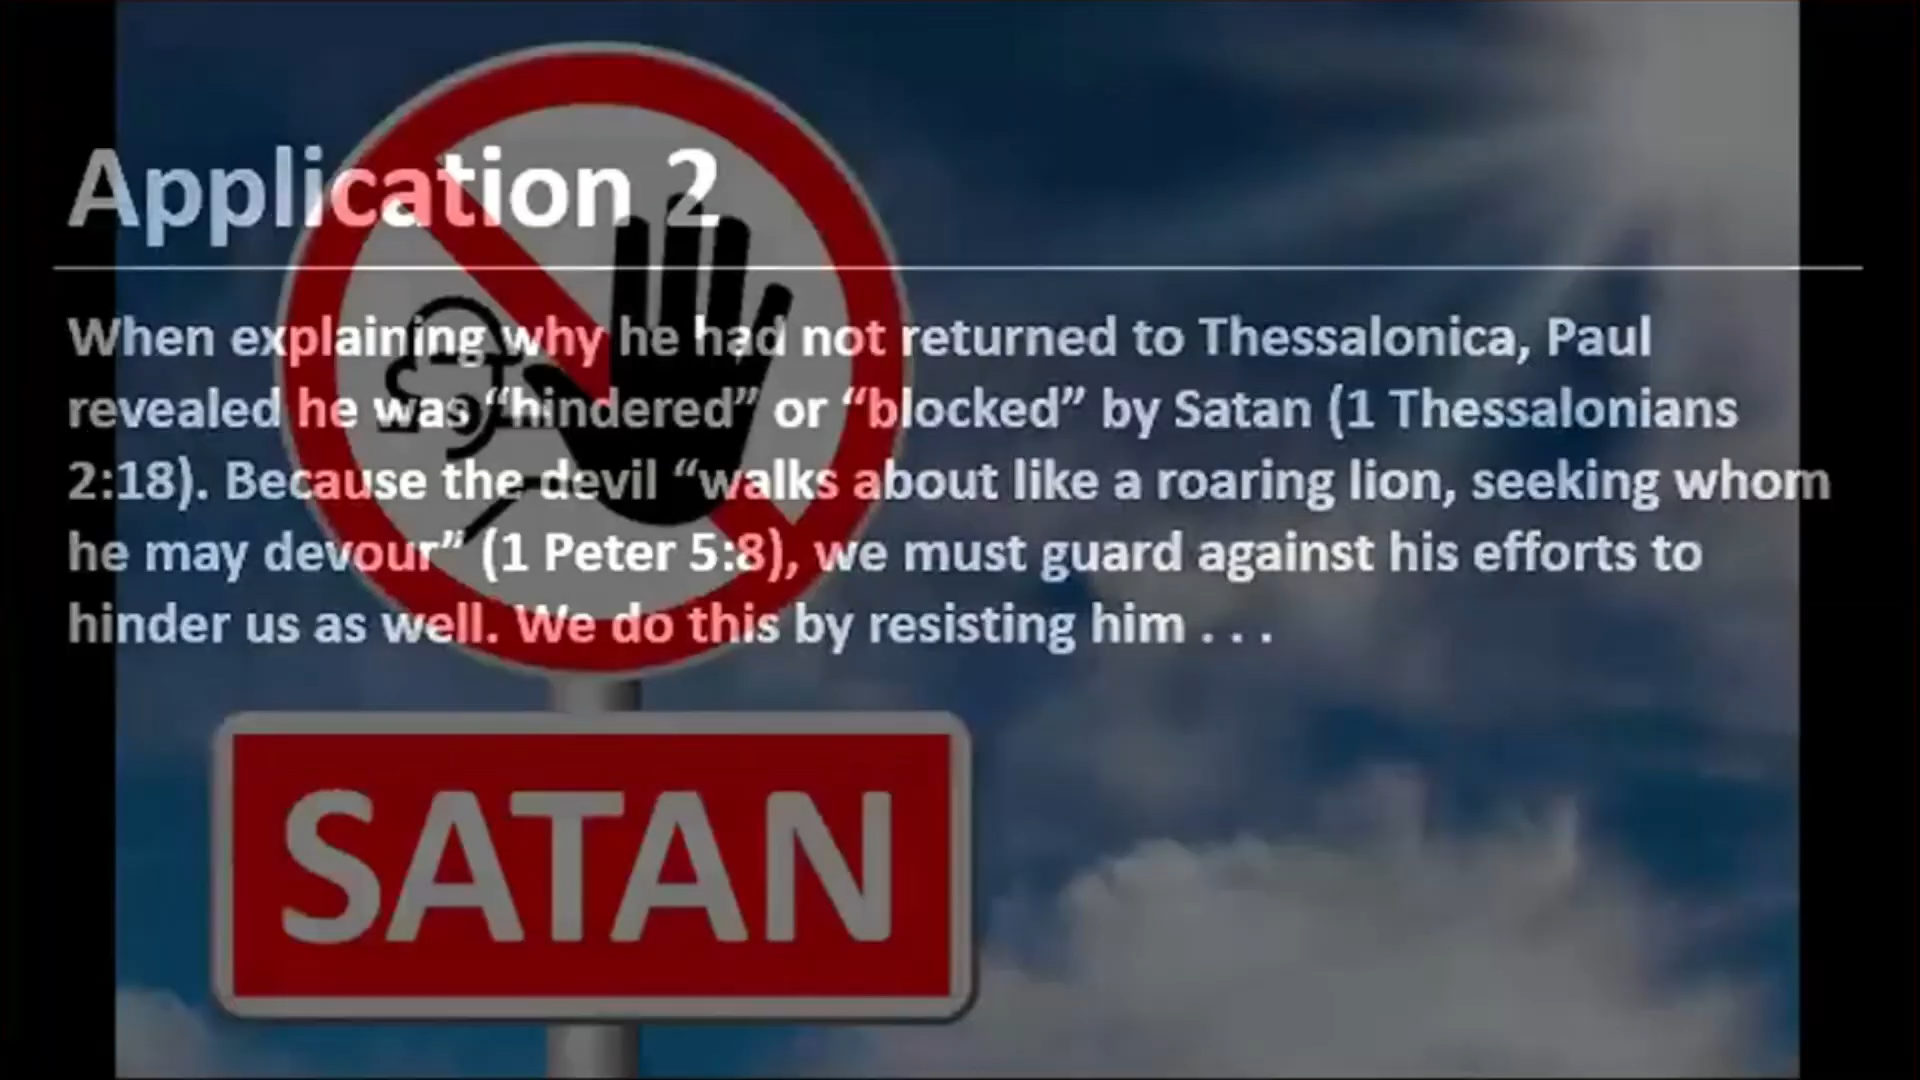 Application 2
When explaining why he had not returned to Thessalonica, Paul
revealed he was “hindered” or “blocked” by Satan (1 Thessalonians
2:18). Because the devil “walks about like a roaring lion, seeking whom
he may devour” (1 Peter 5:8), we must guard against his efforts to
hinder us as well. We do this by resisting him . . .
SATAN